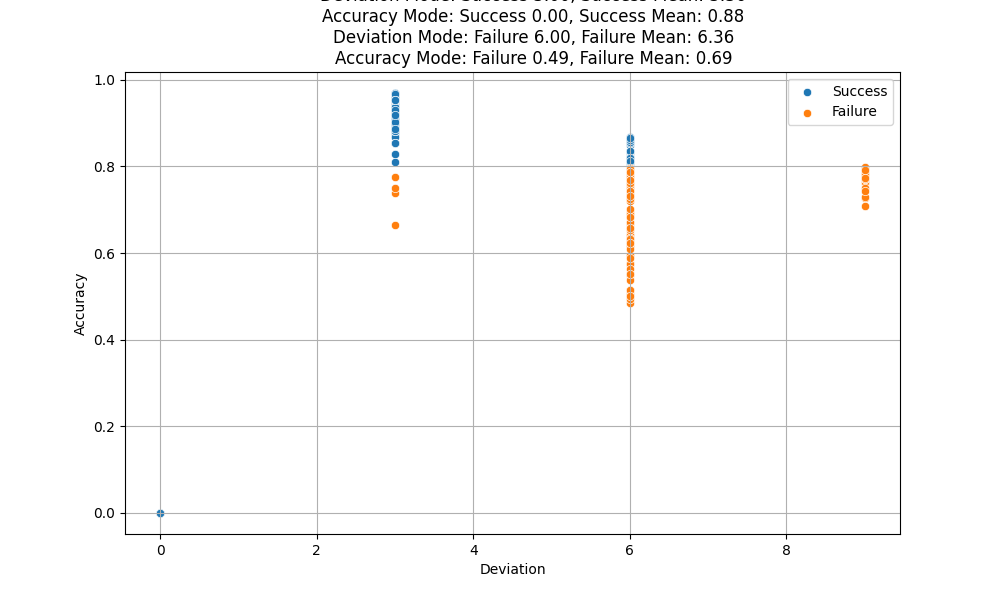 Accuracy Mode: Success 0.00, Success Mean: 0.88
Deviation Mode: Failure 6.00, Failure Mean: 6.36
Accuracy Mode: Failure 0.49, Failure Mean: 0.69
Success
Failure
1.0
0.8
0.6
0.4
0.2
0.0
Accuracy
0 2 4 6 8
Deviation